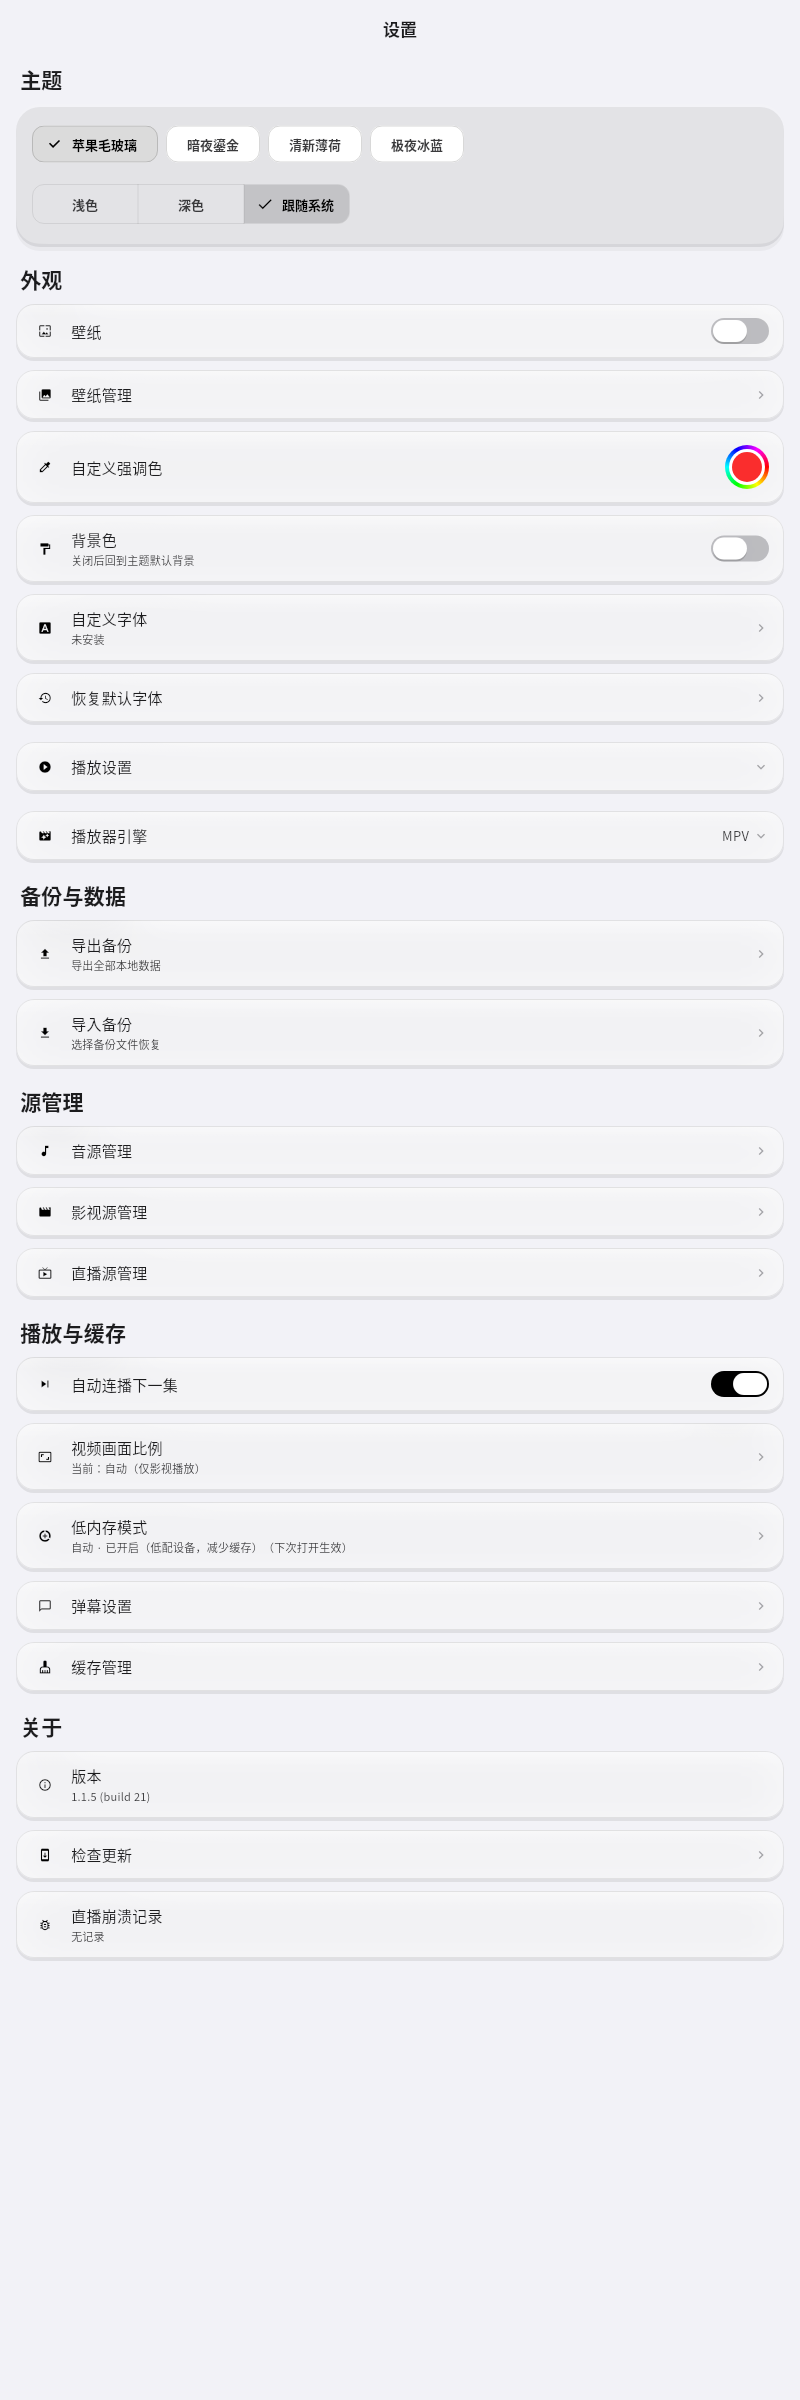 设置
主题
苹果毛玻璃 暗夜鎏金 清新薄荷 极夜冰蓝
浅色 深色 跟随系统
外观
壁纸
壁纸管理
自定义强调色
背景色
关闭后回到主题默认背景
自定义字体
未安装
恢复默认字体
播放设置
播放器引擎 MPV
备份与数据
导出备份
导出全部本地数据
导入备份
选择备份文件恢复
源管理
音源管理
影视源管理
直播源管理
播放与缓存
自动连播下一集
视频画面比例
当前：自动（仅影视播放）
低内存模式
自动 · 已开启（低配设备，减少缓存）（下次打开生效）
弹幕设置
缓存管理
关于
版本
1.1.5 (build 21)
检查更新
直播崩溃记录
无记录